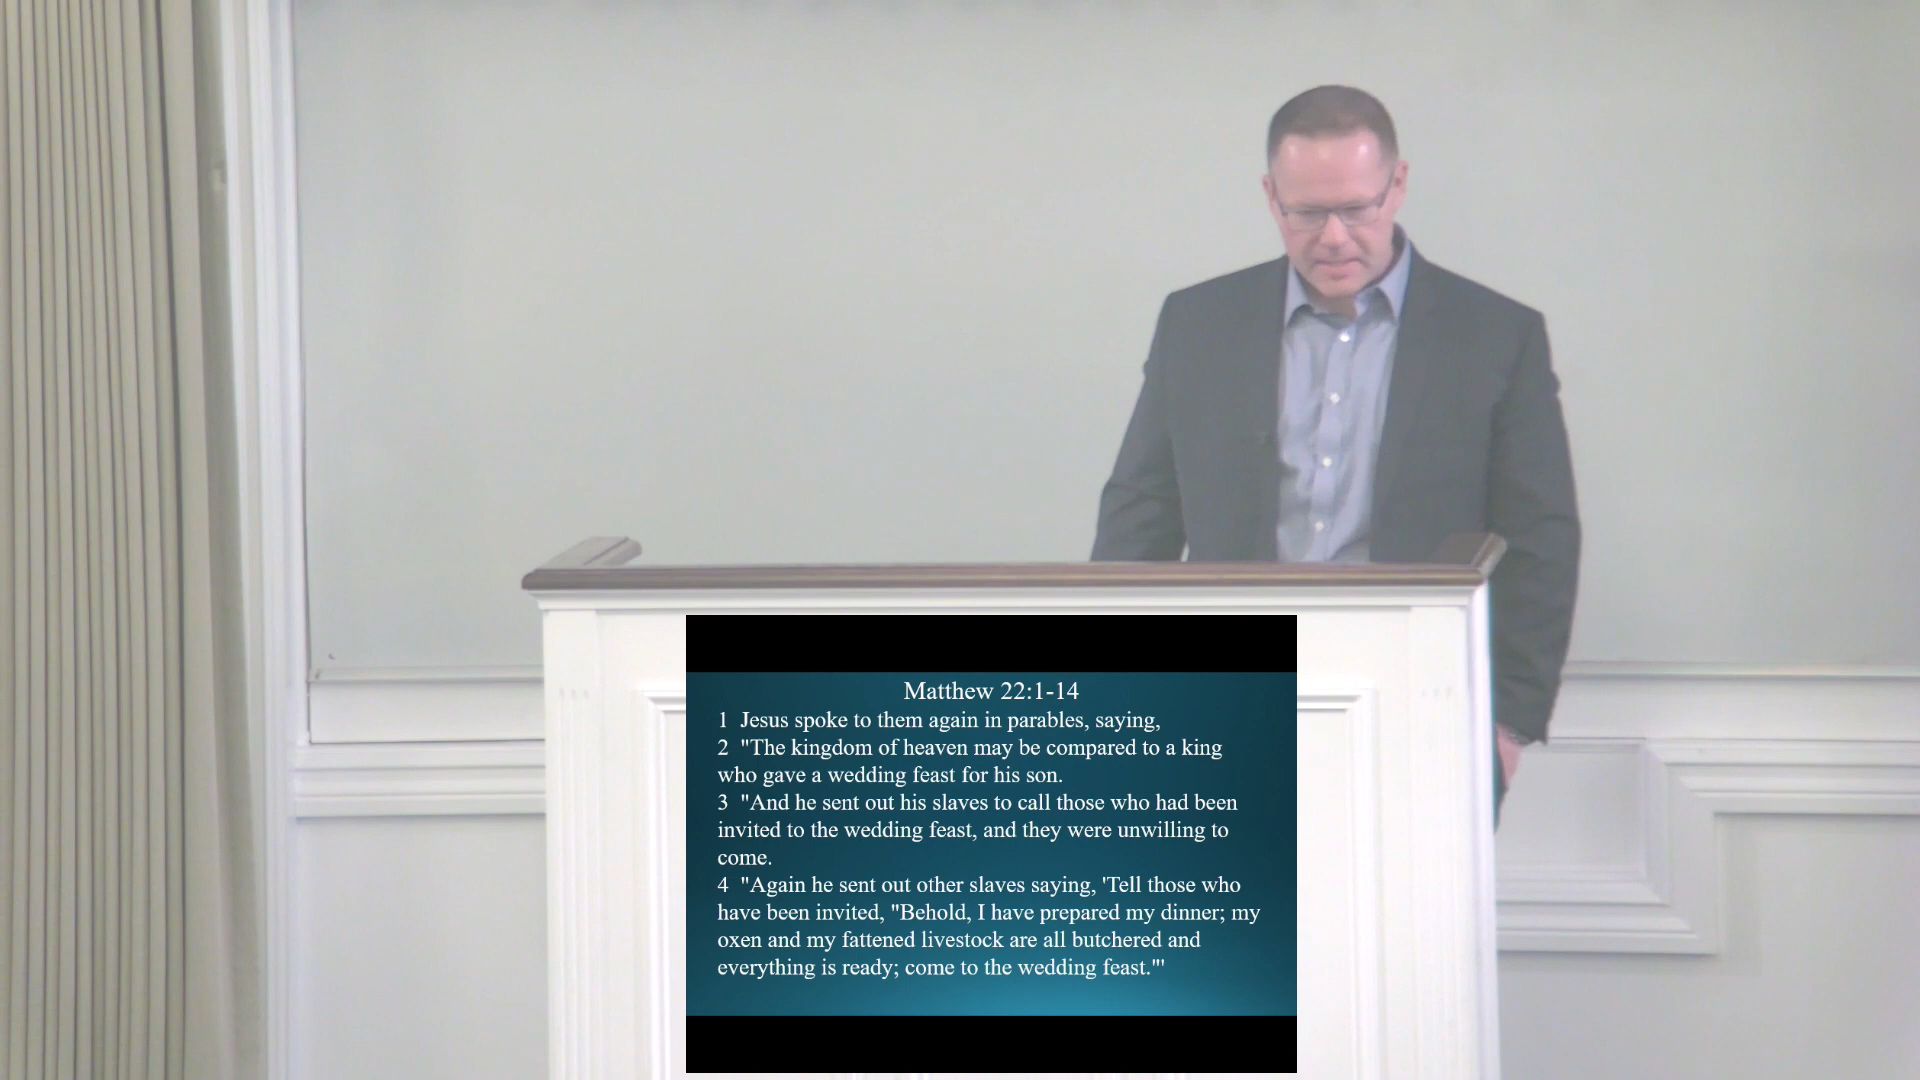 Matthew 22:1-14
1  Jesus spoke to them again in parables, saying,
2  "The kingdom of heaven may be compared to a king
who gave a wedding feast for his son.
3  "And he sent out his slaves to call those who had been
invited to the wedding feast, and they were unwilling to
come.
4  "Again he sent out other slaves saying, 'Tell those who
have been invited, "Behold, I have prepared my dinner; my
oxen and my fattened livestock are all butchered and
everything is ready; come to the wedding feast."'